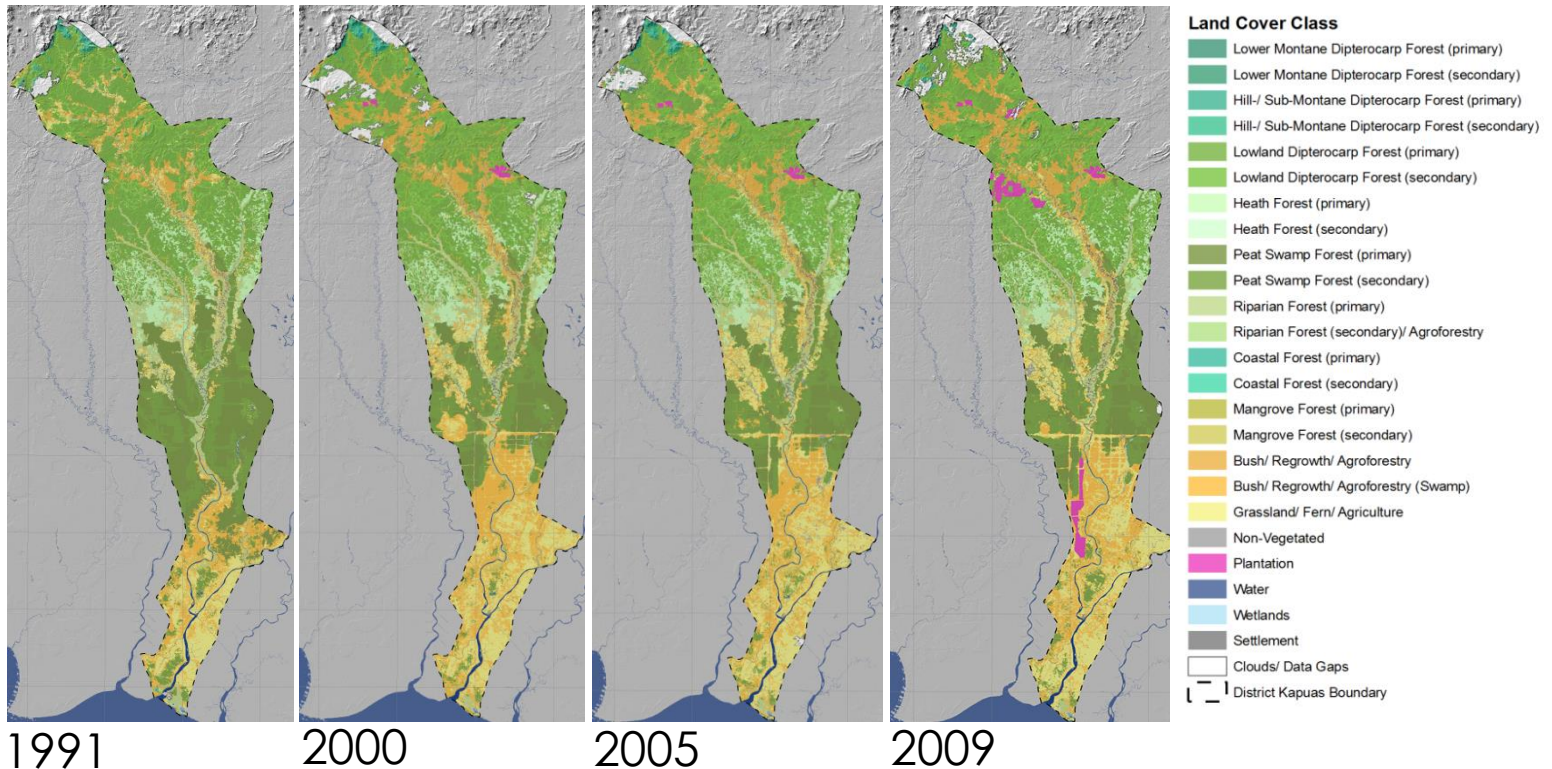 Land Cover Class
Lower Montane Dipterocarp Forest (primary)
Lower Montane Dipterocarp Forest (secondary)
Hill-/ Sub-Montane Dipterocarp Forest (primary)
Hill-/ Sub-Montane Dipterocarp Forest (secondary)
Lowland Dipterocarp Forest (primary)
Lowland Dipterocarp Forest (secondary)
Heath Forest (primary)
Heath Forest (secondary)
Peat Swamp Forest (primary)
Peat Swamp Forest (secondary)
Riparian Forest (primary)
Riparian Forest (secondary)/ Agroforestry
Coastal Forest (primary)
Coastal Forest (secondary)
Mangrove Forest (primary)
Mangrove Forest (secondary)
Bush/ Regrowth/ Agroforestry
Bush/ Regrowth/ Agroforestry (Swamp)
Grassland/ Fern/ Agriculture
Non-Vegetated
Plantation
Water
Wetlands
Settlement
Clouds/ Data Gaps
District Kapuas Boundary
1991
2000
2005
2009